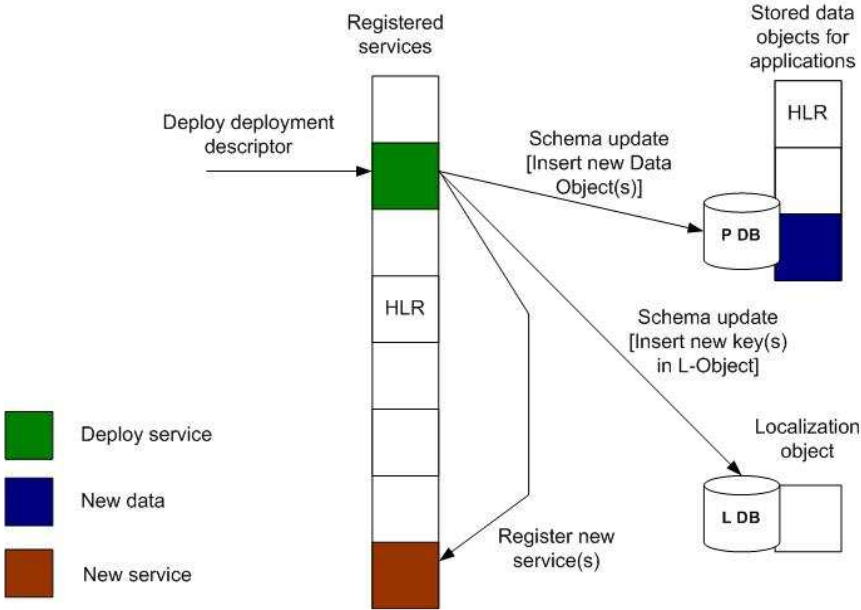 Registered
services
Stored data
objects for
applications
HLR
Deploy deployment
descriptor
Schema update
[Insert new Data
Object(s)]
P DB
HLR
Schema update
[Insert new key(s)
in L-Object]
Deploy service
Localization
object
New data
L DB
Register new
service(s)
New service